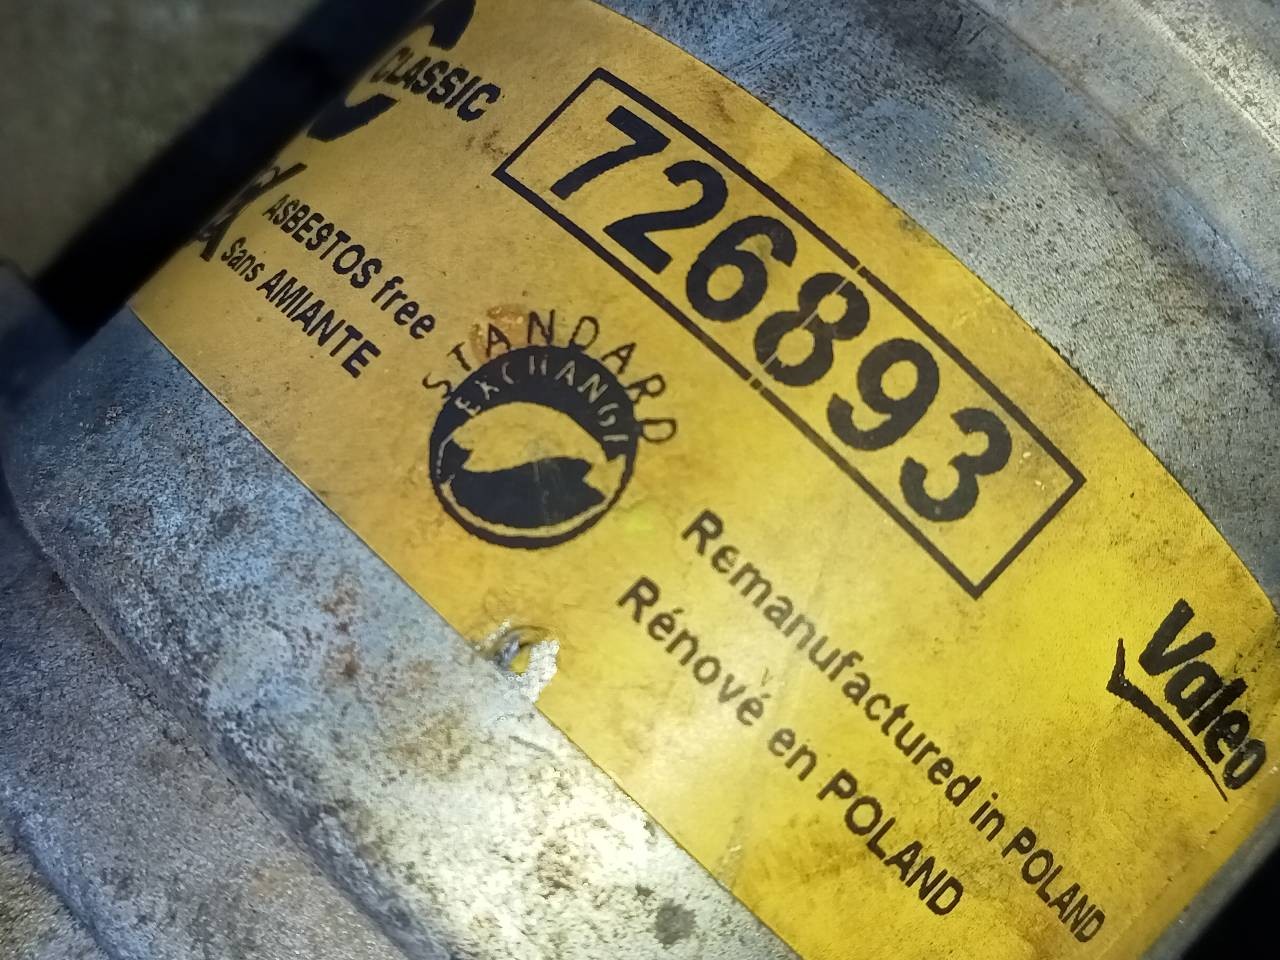 CLASSIC
726893
ASBESTOS free
Sans AMIANTE
STANDARD
EXCHANGE
Remanufactured in POLAND
Rénové en POLAND
Valeo